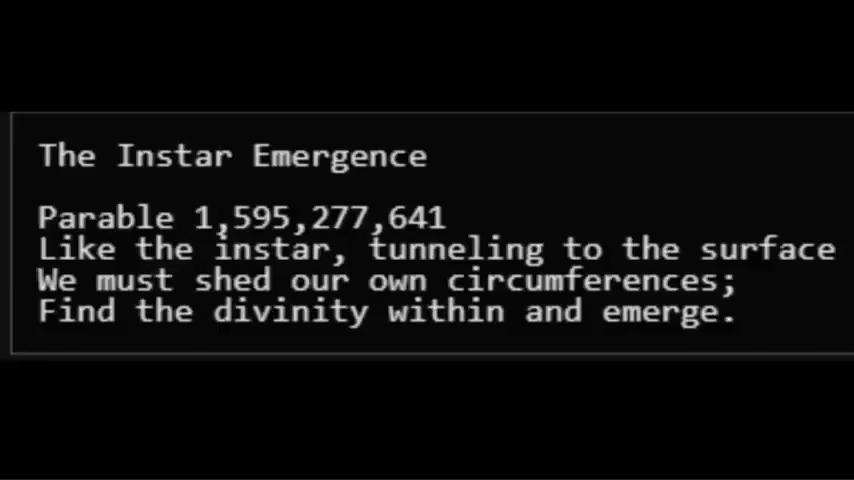 The Instar Emergence
Parable 1,595,277,641
Like the instar, tunneling to the surface
We must shed our own circumferences;
Find the divinity within and emerge.